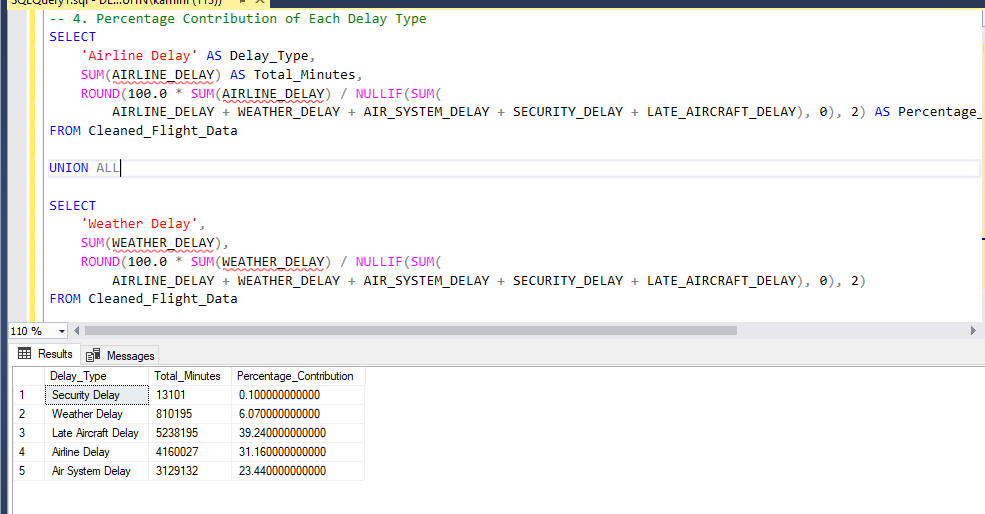 SQLQuery1.sql - DE...UHN\kamini (113))*
-- 4. Percentage Contribution of Each Delay Type
SELECT
'Airline Delay' AS Delay_Type,
SUM(AIRLINE_DELAY) AS Total_Minutes,
ROUND(100.0 * SUM(AIRLINE_DELAY) / NULLIF(SUM(
AIRLINE_DELAY + WEATHER_DELAY + AIR_SYSTEM_DELAY + SECURITY_DELAY + LATE_AIRCRAFT_DELAY), 0), 2) AS Percentage_
FROM Cleaned_Flight_Data
UNION ALL
SELECT
'Weather Delay',
SUM(WEATHER_DELAY),
ROUND(100.0 * SUM(WEATHER_DELAY) / NULLIF(SUM(
AIRLINE_DELAY + WEATHER_DELAY + AIR_SYSTEM_DELAY + SECURITY_DELAY + LATE_AIRCRAFT_DELAY), 0), 2)
FROM Cleaned_Flight_Data
110 %
Results Messages
Delay_Type Total_Minutes Percentage_Contribution
1 Security Delay 13101 0.100000000000
2 Weather Delay 810195 6.070000000000
3 Late Aircraft Delay 5238195 39.240000000000
4 Airline Delay 4160027 31.160000000000
5 Air System Delay 3129132 23.440000000000